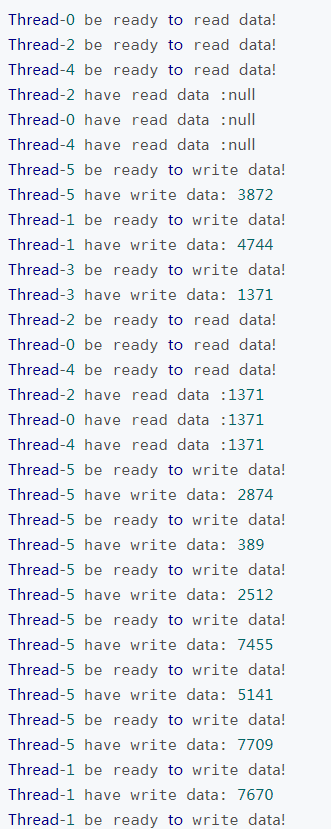 Thread-0 be ready to read data!
Thread-2 be ready to read data!
Thread-4 be ready to read data!
Thread-2 have read data :null
Thread-0 have read data :null
Thread-4 have read data :null
Thread-5 be ready to write data!
Thread-5 have write data: 3872
Thread-1 be ready to write data!
Thread-1 have write data: 4744
Thread-3 be ready to write data!
Thread-3 have write data: 1371
Thread-2 be ready to read data!
Thread-0 be ready to read data!
Thread-4 be ready to read data!
Thread-2 have read data :1371
Thread-0 have read data :1371
Thread-4 have read data :1371
Thread-5 be ready to write data!
Thread-5 have write data: 2874
Thread-5 be ready to write data!
Thread-5 have write data: 389
Thread-5 be ready to write data!
Thread-5 have write data: 2512
Thread-5 be ready to write data!
Thread-5 have write data: 7455
Thread-5 be ready to write data!
Thread-5 have write data: 5141
Thread-5 be ready to write data!
Thread-5 have write data: 7709
Thread-1 be ready to write data!
Thread-1 have write data: 7670
Thread-1 be ready to write data!